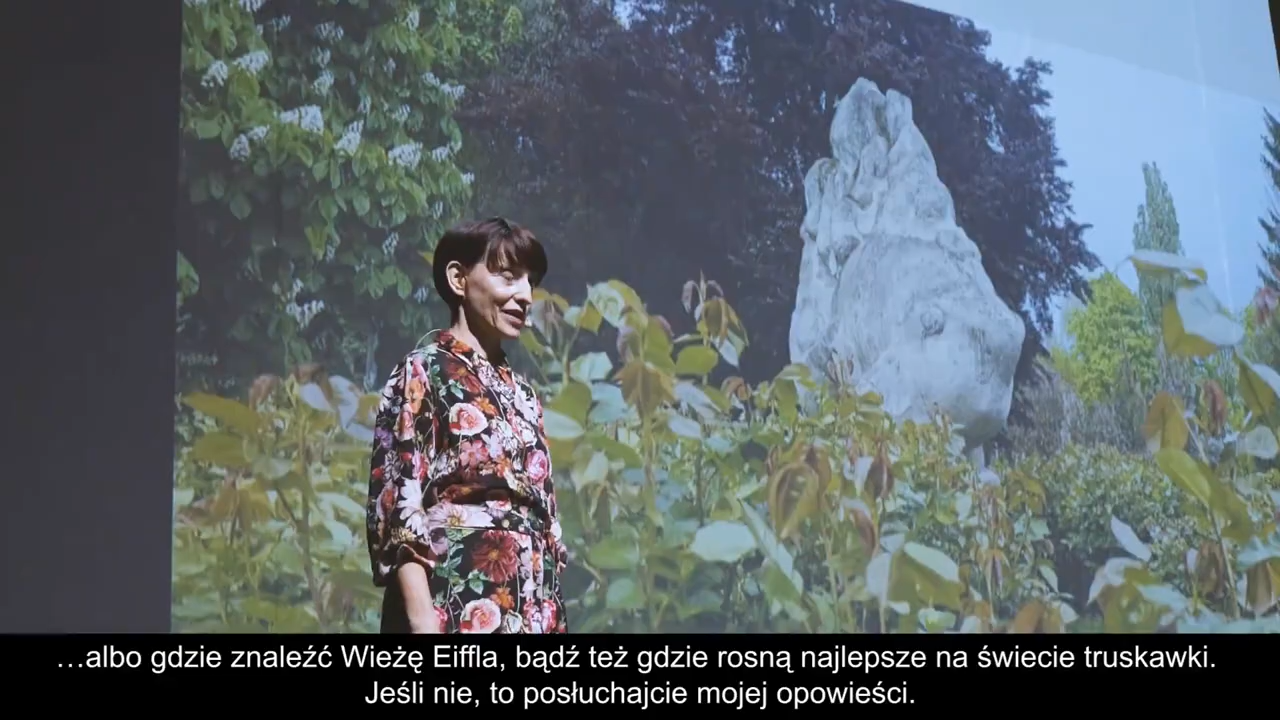 …albo gdzie znaleźć Wieżę Eiffla, bądź też gdzie rosną najlepsze na świecie truskawki.
Jeśli nie, to posłuchajcie mojej opowieści.